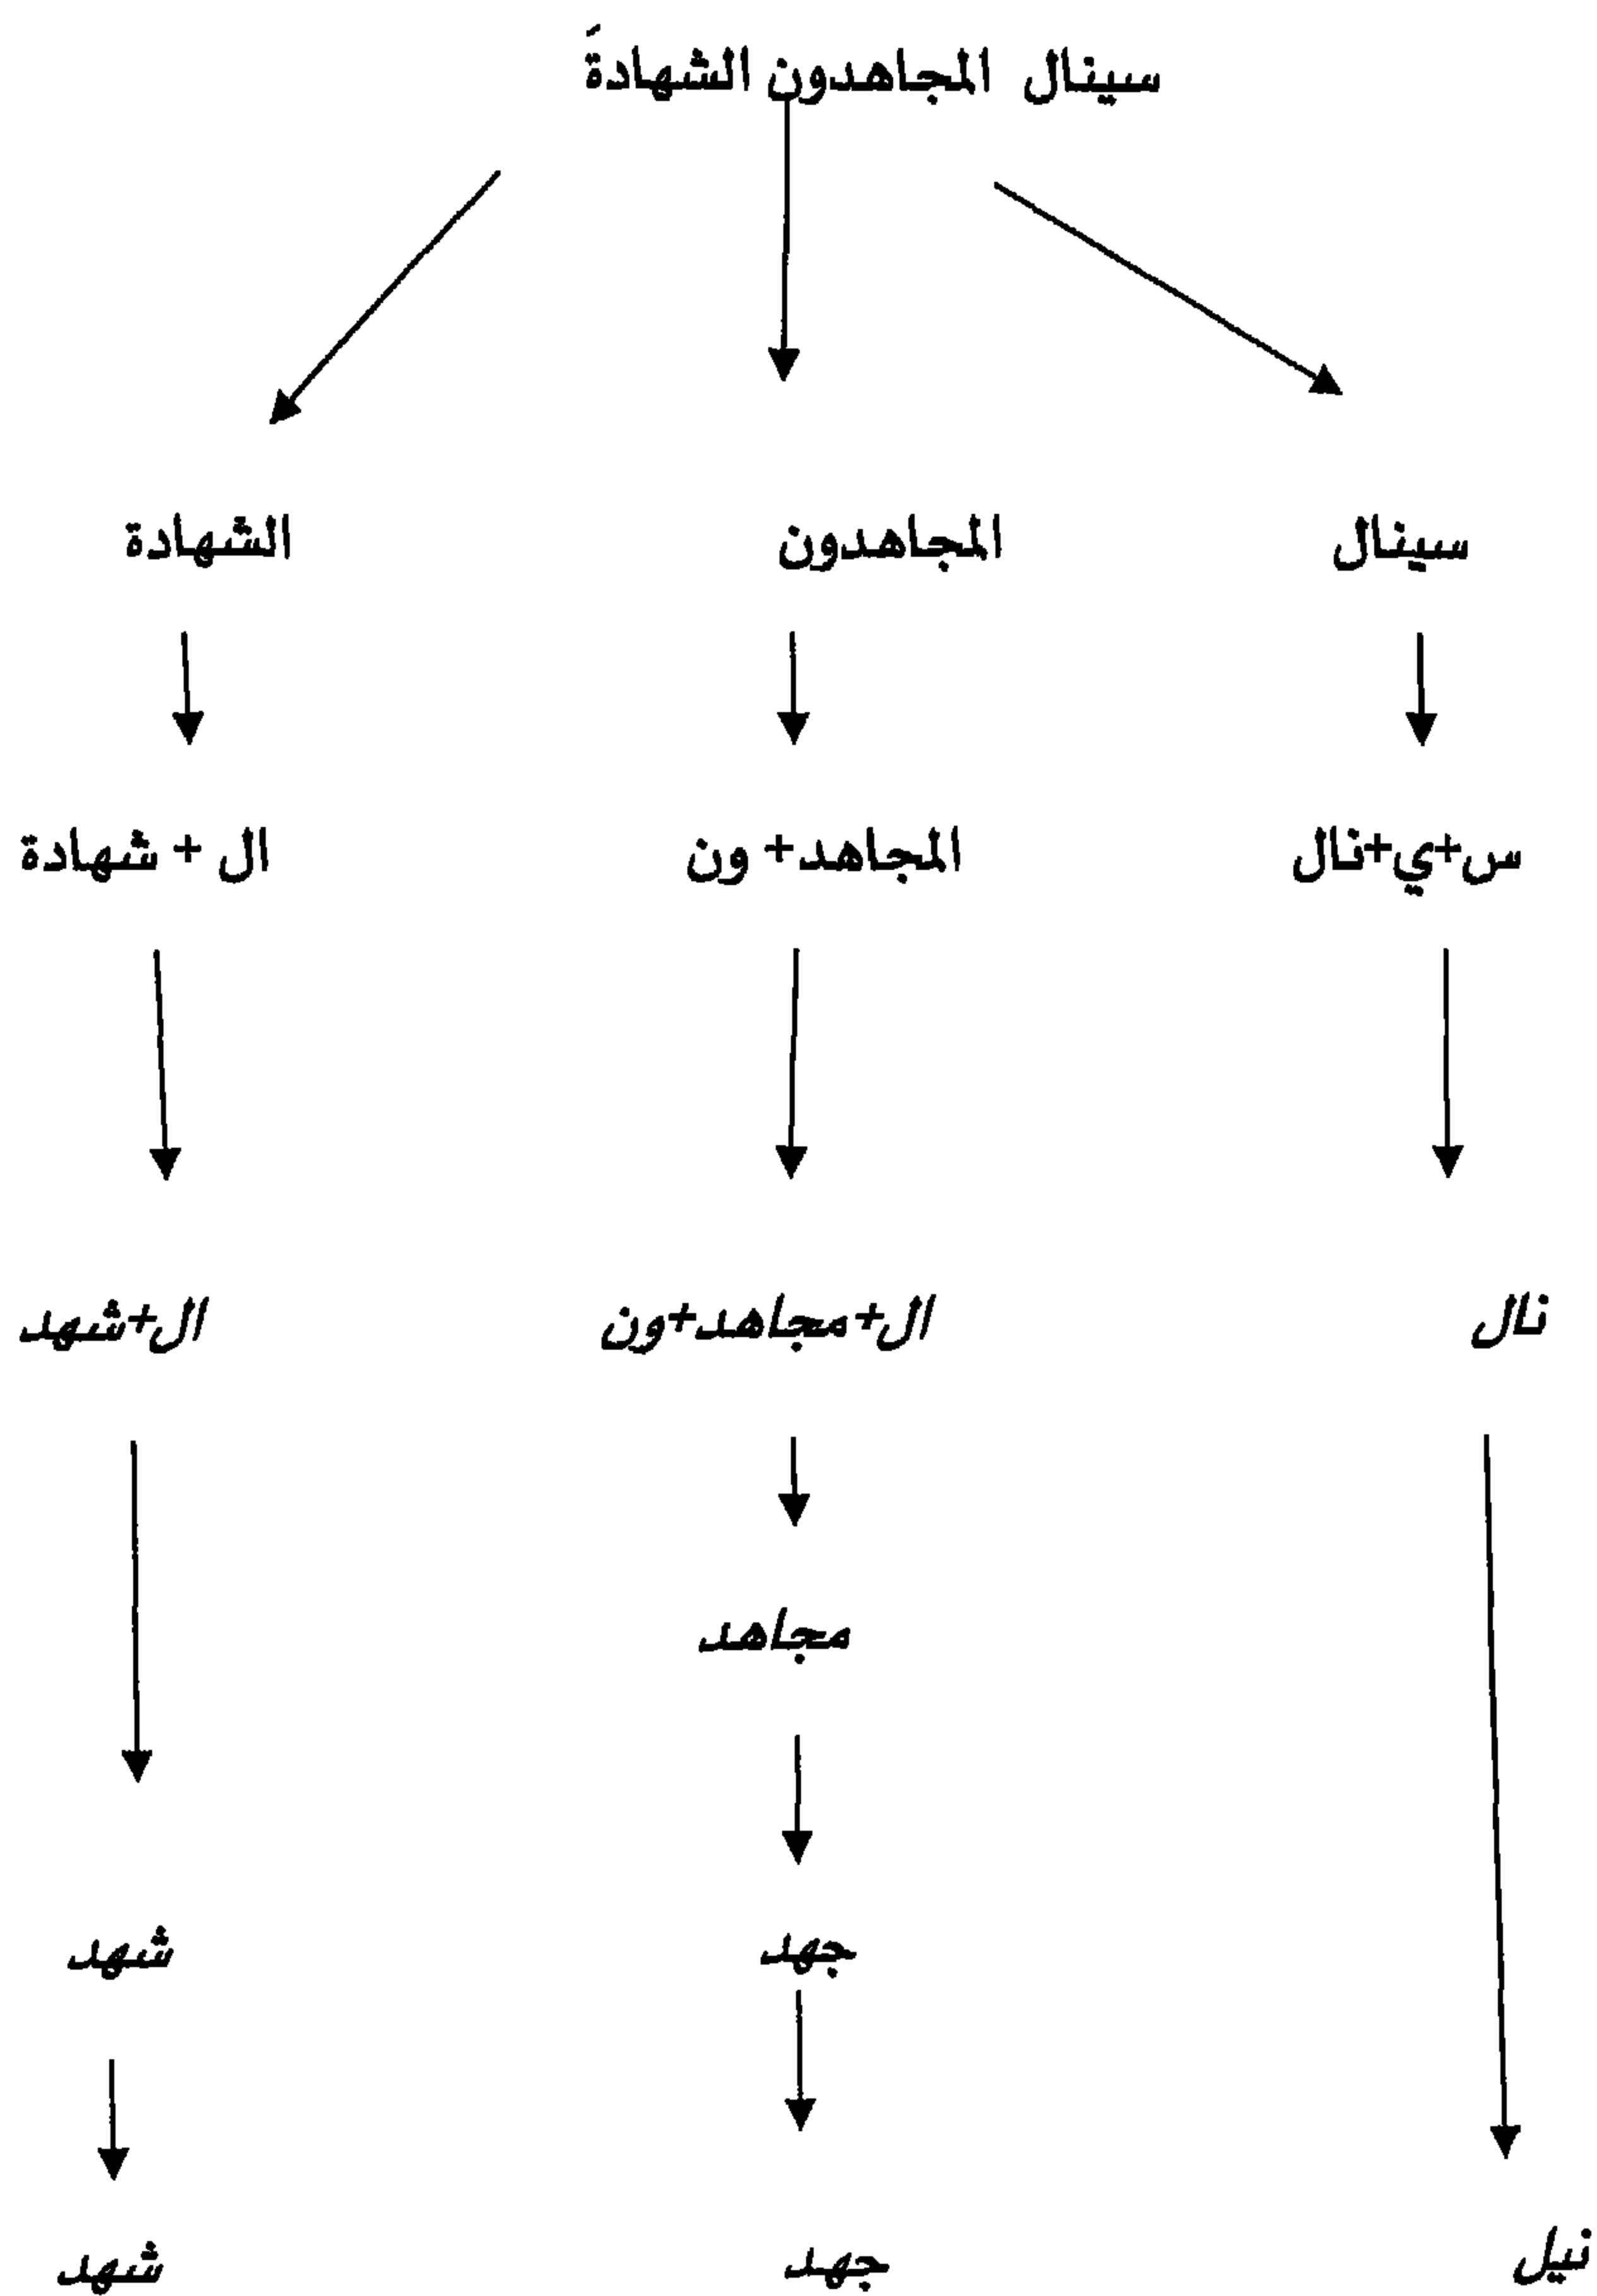 سينال المجاهدون الشهادةَ
سينال المجاهدون الشهادة
س+ي+نال المجاهد+ ون ال + شهادة
نال ال+مجاهد+ون ال+شهد
مجاهد
جهد شهد
نيل جهد شهد